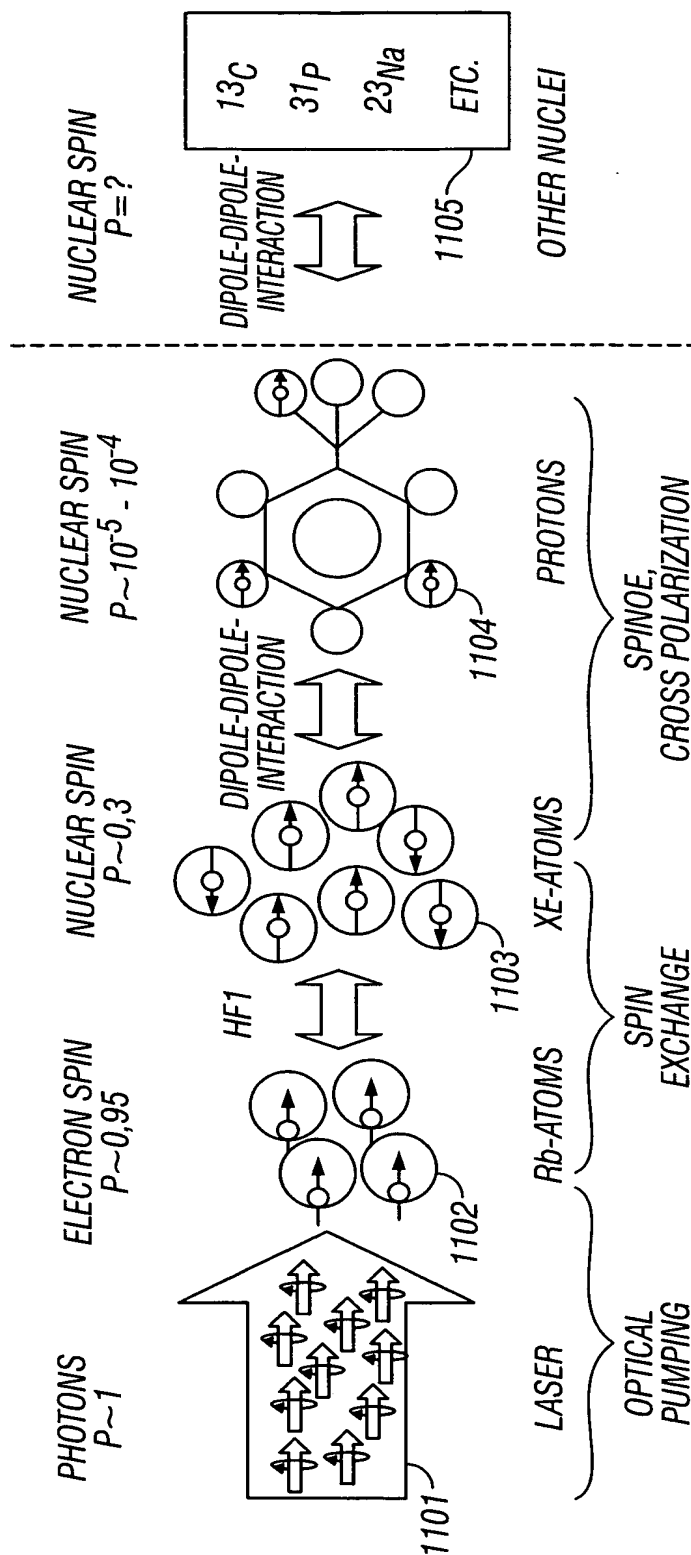 PHOTONS
P~1
ELECTRON SPIN
P~0,95
NUCLEAR SPIN
P~0,3
NUCLEAR SPIN
P~10⁻⁵ - 10⁻⁴
NUCLEAR SPIN
P=?
HF1
DIPOLE-DIPOLE-
INTERACTION
DIPOLE-DIPOLE-
INTERACTION
¹³C
³¹P
²³Na
ETC.
1101
1102
1103
1104
1105
LASER
Rb-ATOMS
XE-ATOMS
PROTONS
OTHER NUCLEI
OPTICAL
PUMPING
SPIN
EXCHANGE
SPINOE,
CROSS POLARIZATION